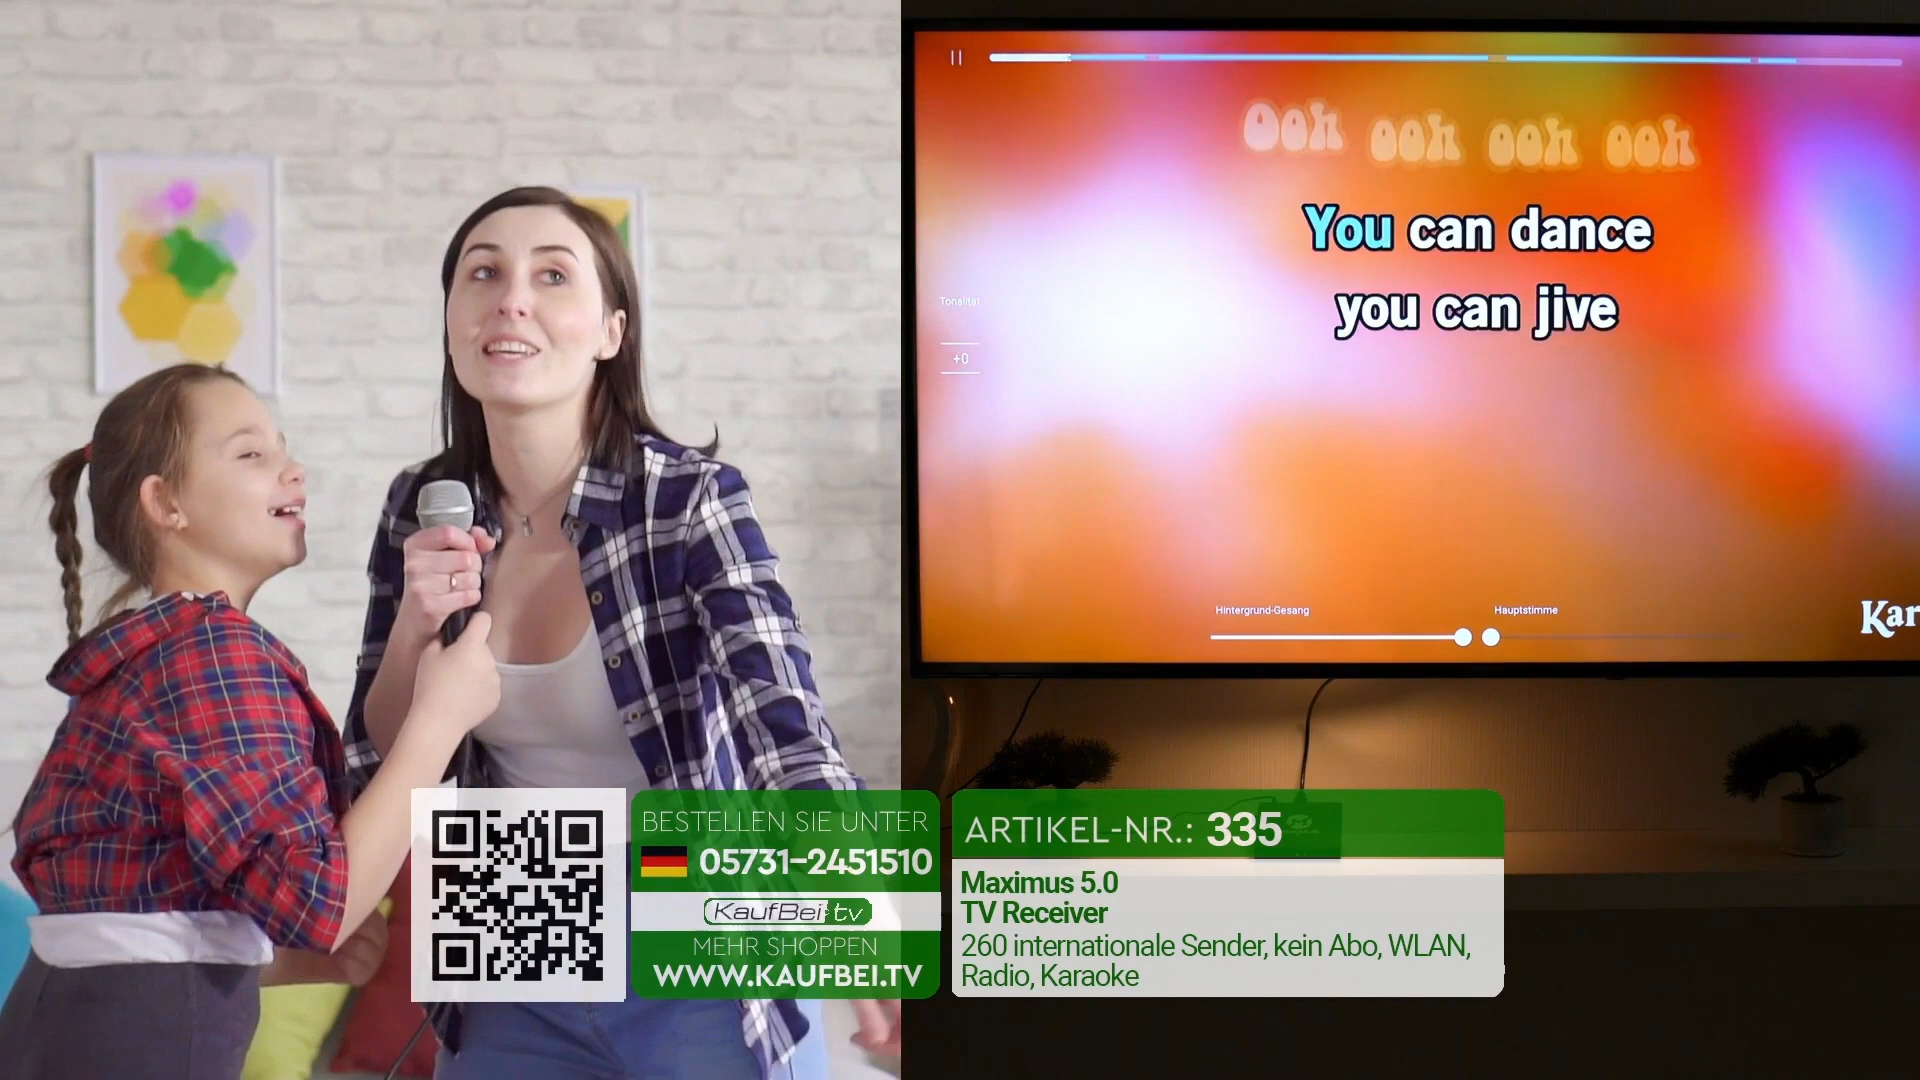 Ooh ooh ooh ooh
You can dance
you can jive
Tonalität
+0
Hintergrund-Gesang
Hauptstimme
Kar
BESTELLEN SIE UNTER
05731-2451510
KaufBei tv
MEHR SHOPPEN
WWW.KAUFBEI.TV
ARTIKEL-NR.: 335
Maximus 5.0
TV Receiver
260 internationale Sender, kein Abo, WLAN,
Radio, Karaoke